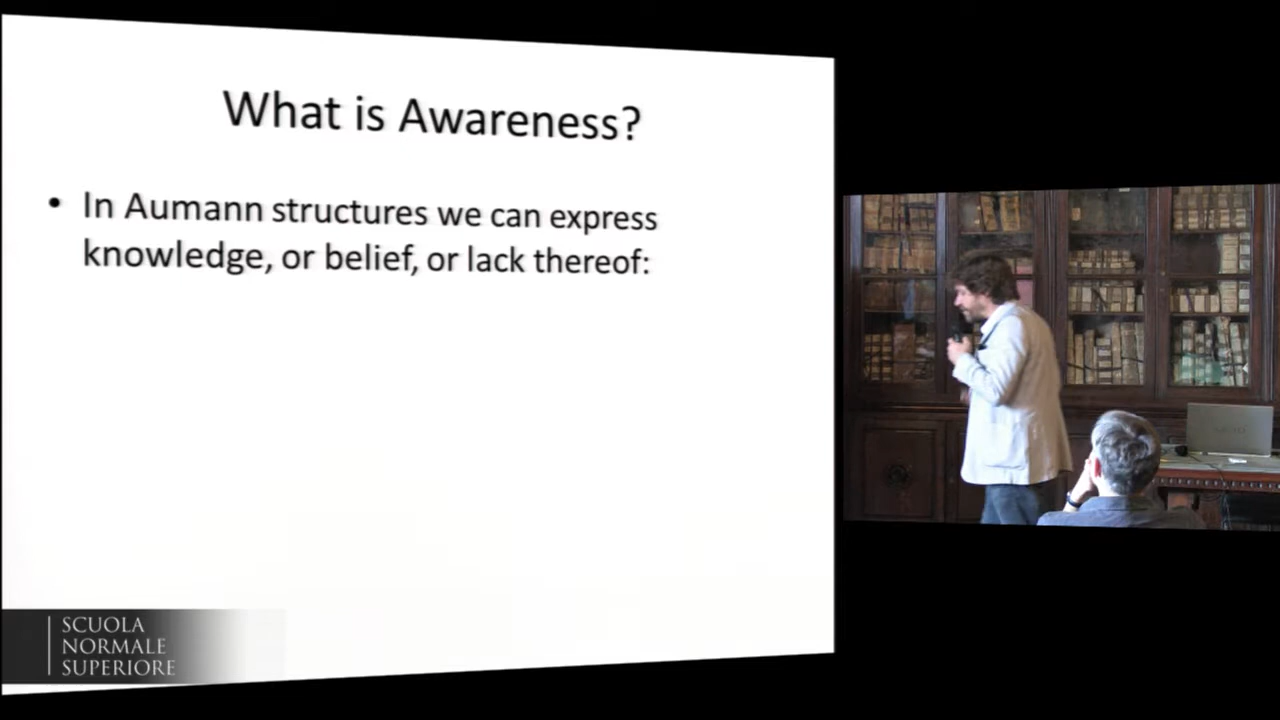 What is Awareness?
• In Aumann structures we can express
knowledge, or belief, or lack thereof:
SCUOLA
NORMALE
SUPERIORE